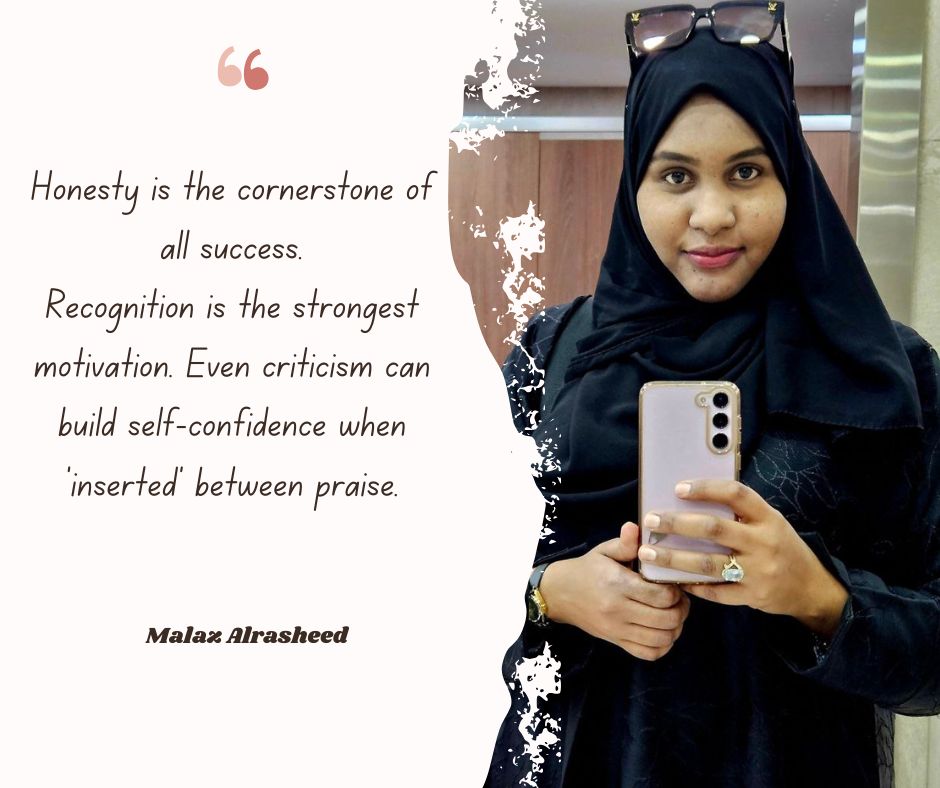 Honesty is the cornerstone of
all success.
Recognition is the strongest
motivation. Even criticism can
build self-confidence when
'inserted' between praise.
Malaz Alrasheed